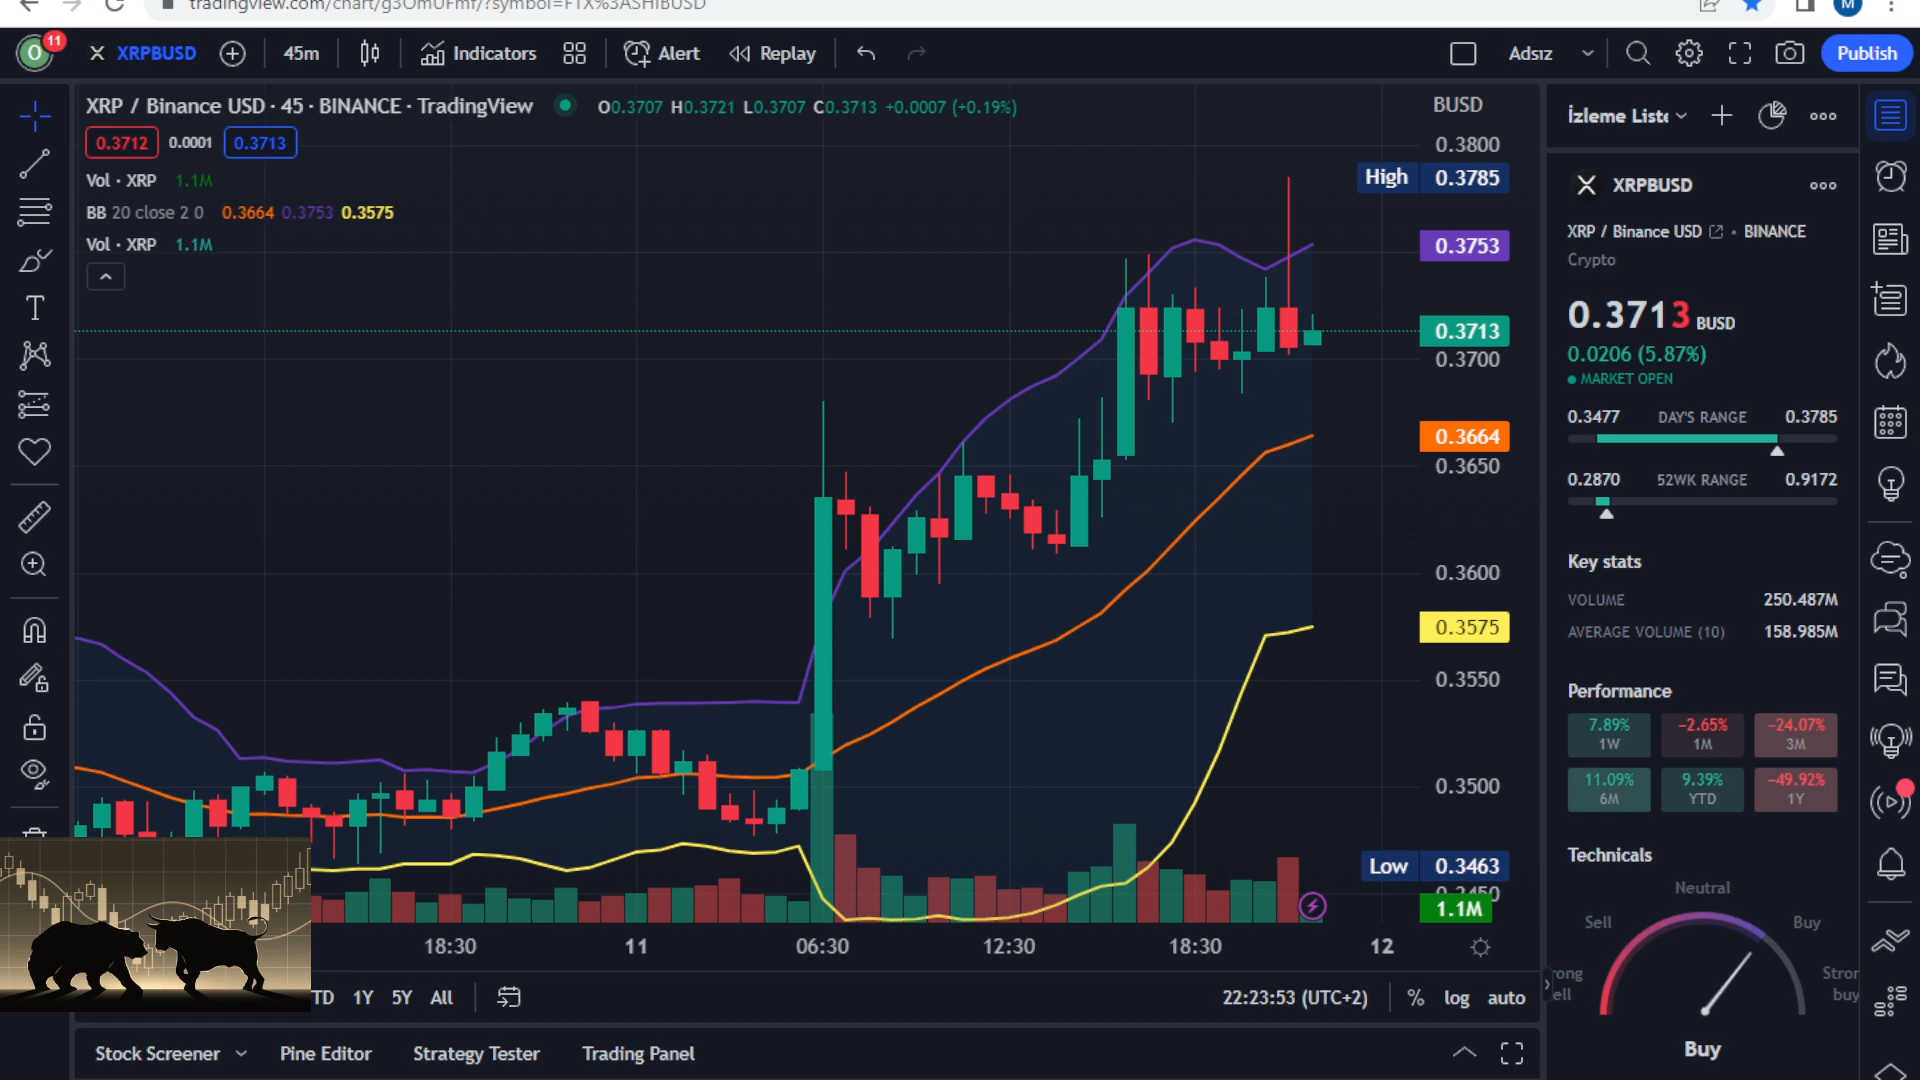 tradingview.com/chart/g3OmUFmf/?symbol=FTX%3ASHIBUSD
M
O
11
XRPBUSD
45m
Indicators
Alert
Replay
Adsız
Publish
XRP / Binance USD · 45 · BINANCE · TradingView
O0.3707 H0.3721 L0.3707 C0.3713 +0.0007 (+0.19%)
0.3712
0.0001
0.3713
Vol · XRP 1.1M
BB 20 close 2 0 0.3664 0.3753 0.3575
Vol · XRP 1.1M
BUSD
0.3800
High 0.3785
0.3753
0.3713
0.3700
0.3664
0.3650
0.3600
0.3575
0.3550
0.3500
Low 0.3463
0.3450
1.1M
18:30
11
06:30
12:30
18:30
12
TD 1Y 5Y All
22:23:53 (UTC+2)
% log auto
Stock Screener
Pine Editor
Strategy Tester
Trading Panel
İzleme Liste
XRPBUSD
XRP / Binance USD • BINANCE
Crypto
0.3713 BUSD
0.0206 (5.87%)
MARKET OPEN
0.3477 DAY'S RANGE 0.3785
0.2870 52WK RANGE 0.9172
Key stats
VOLUME 250.487M
AVERAGE VOLUME (10) 158.985M
Performance
7.89% −2.65% −24.07%
1W 1M 3M
11.09% 9.39% −49.92%
6M YTD 1Y
Technicals
Neutral
Sell
Buy
rong
ell
Stror
buy
Buy